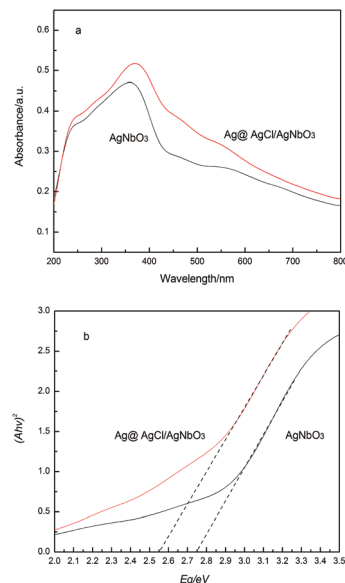 a
0.6
0.5
0.4
0.3
0.2
0.1
Absorbance/a.u.
AgNbO₃
Ag@ AgCl/AgNbO₃
200 300 400 500 600 700 800
Wavelength/nm
b
3.0
2.5
2.0
1.5
1.0
0.5
0.0
(Ahv)²
Ag@ AgCl/AgNbO₃
AgNbO₃
2.0 2.1 2.2 2.3 2.4 2.5 2.6 2.7 2.8 2.9 3.0 3.1 3.2 3.3 3.4 3.5
Eg/eV